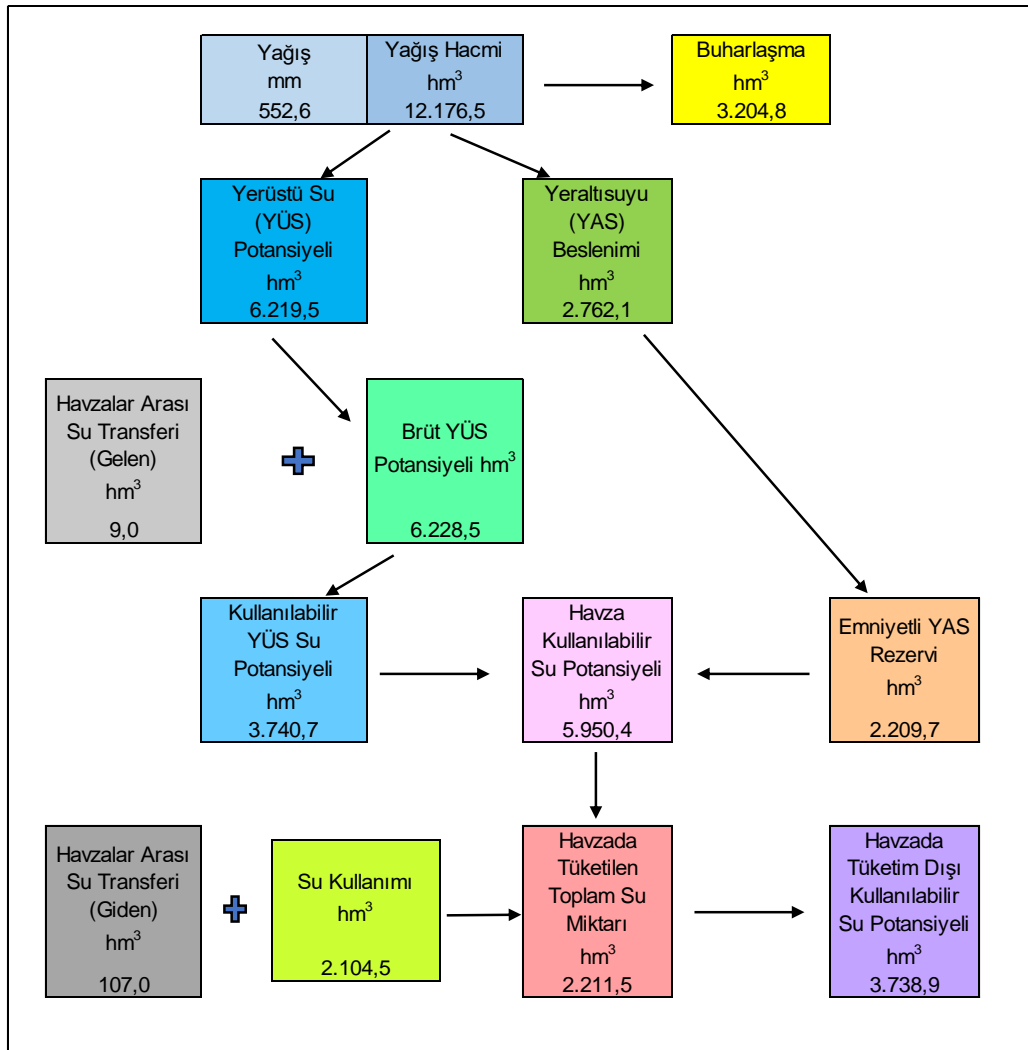 Yağış
mm
552,6
Yağış Hacmi
hm³
12.176,5
Buharlaşma
hm³
3.204,8
Yerüstü Su
(YÜS)
Potansiyeli
hm³
6.219,5
Yeraltısuyu
(YAS)
Beslenimi
hm³
2.762,1
Havzalar Arası
Su Transferi
(Gelen)
hm³
9,0
Brüt YÜS
Potansiyeli hm³
6.228,5
Kullanılabilir
YÜS Su
Potansiyeli
hm³
3.740,7
Havza
Kullanılabilir
Su Potansiyeli
hm³
5.950,4
Emniyetli YAS
Rezervi
hm³
2.209,7
Havzalar Arası
Su Transferi
(Giden)
hm³
107,0
Su Kullanımı
hm³
2.104,5
Havzada
Tüketilen
Toplam Su
Miktarı
hm³
2.211,5
Havzada
Tüketim Dışı
Kullanılabilir
Su Potansiyeli
hm³
3.738,9